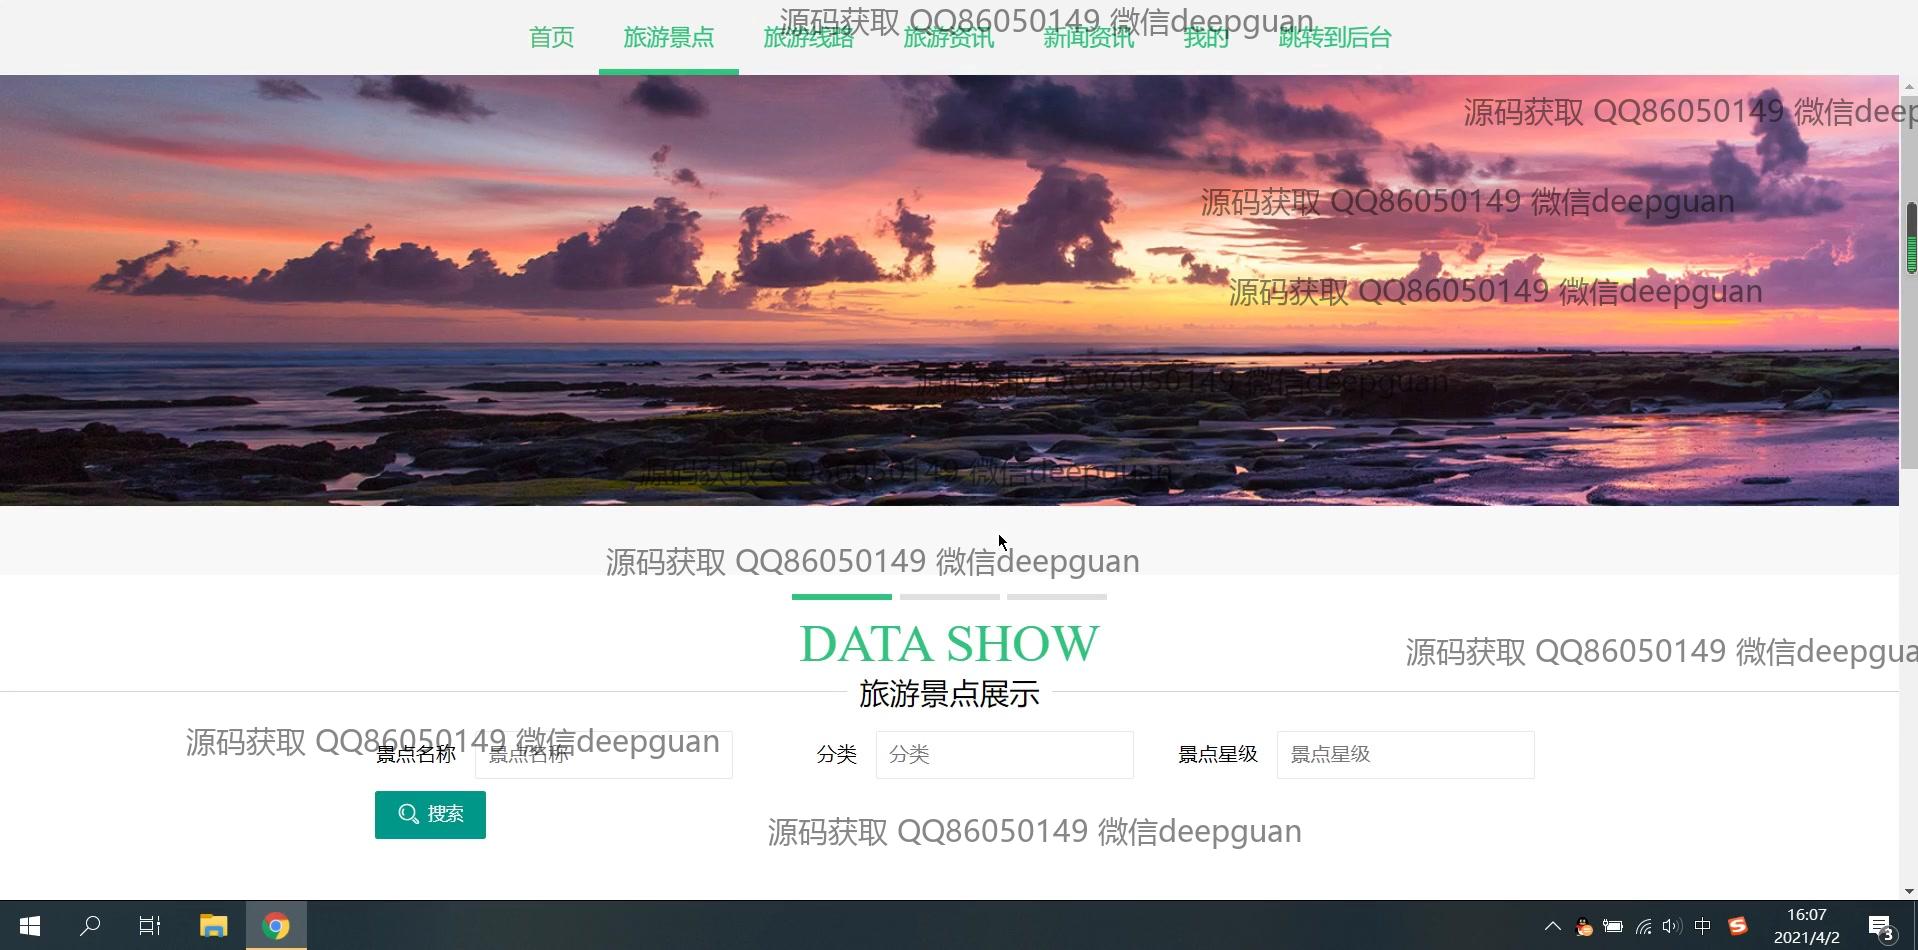 源码获取 QQ86050149 微信deepguan
首页 旅游景点 旅游线路 旅游资讯 新闻资讯 我的 跳转到后台
源码获取 QQ86050149 微信deep
源码获取 QQ86050149 微信deepguan
源码获取 QQ86050149 微信deepguan
源码获取 QQ86050149 微信deepguan
源码获取 QQ86050149 微信deepguan
源码获取 QQ86050149 微信deepguan
DATA SHOW
源码获取 QQ86050149 微信deepgua
旅游景点展示
源码获取 QQ86050149 微信deepguan
景点名称 景点名称 分类 分类 景点星级 景点星级
搜索
源码获取 QQ86050149 微信deepguan
中 16:07
2021/4/2 3